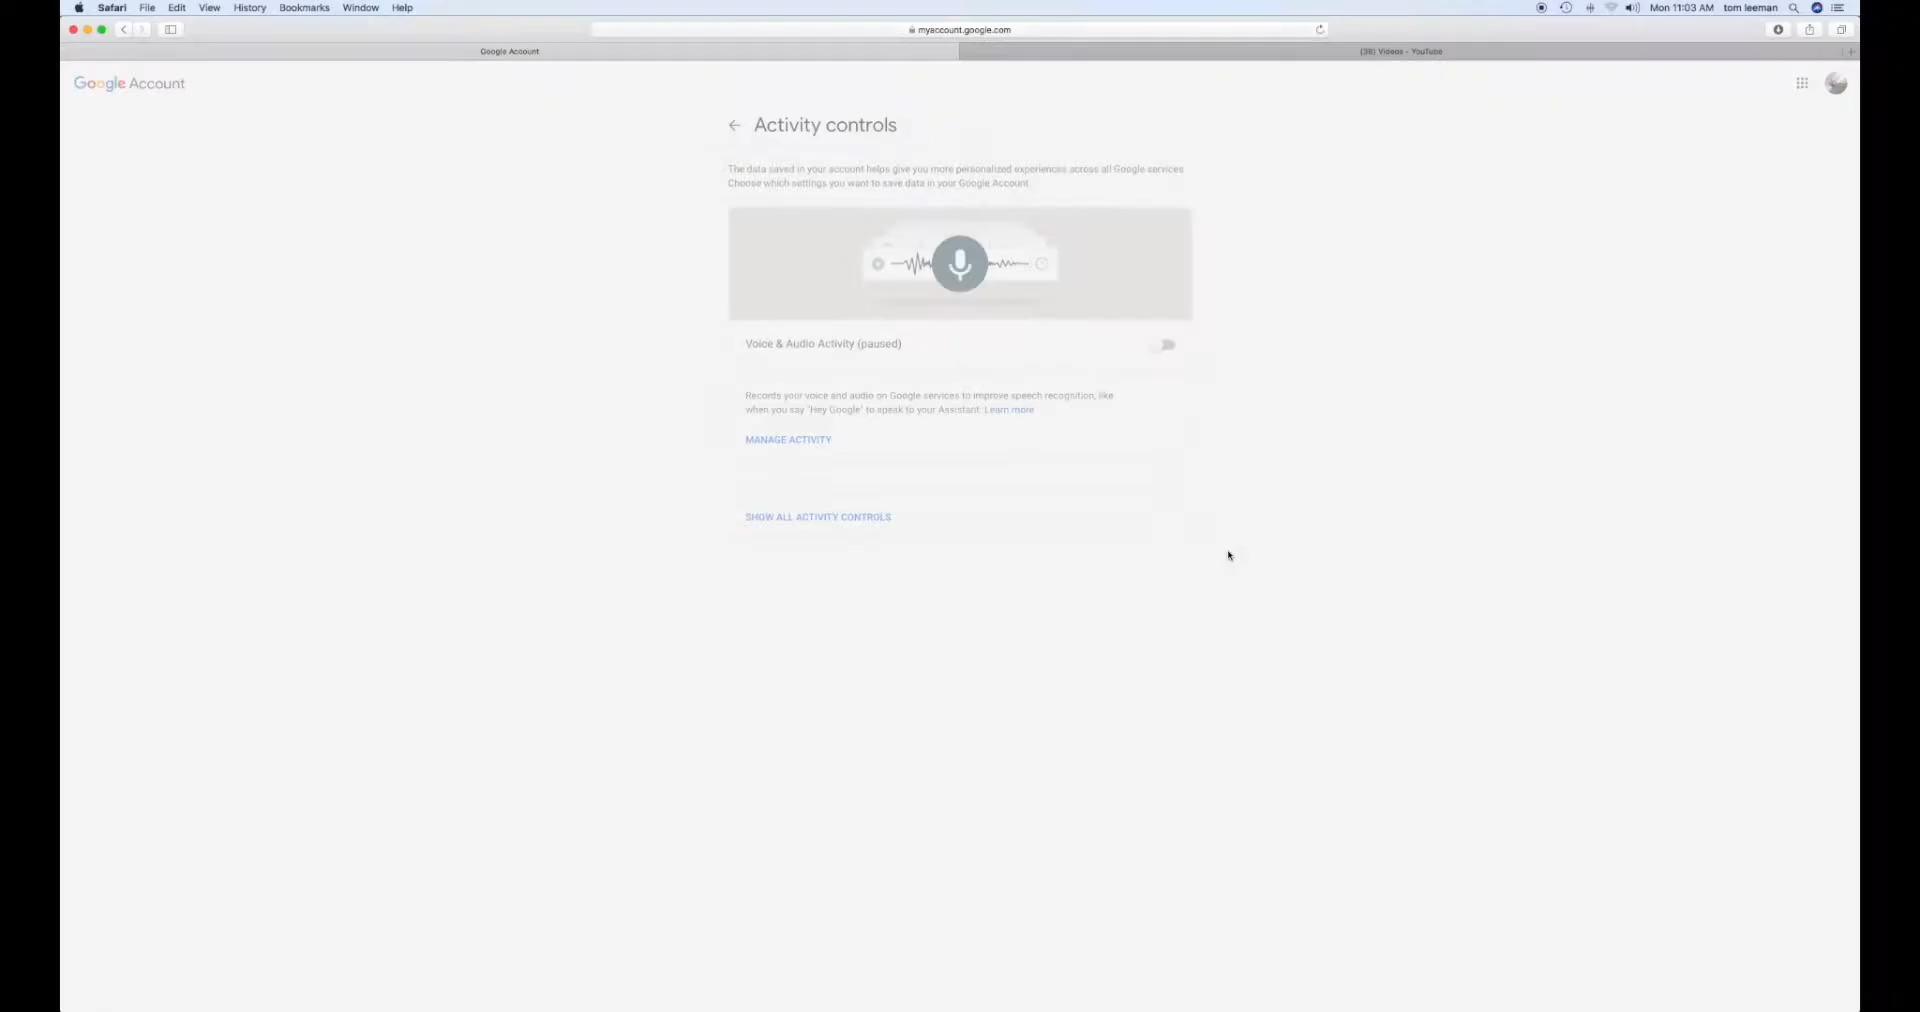 Safari File Edit View History Bookmarks Window Help Mon 11:03 AM tom leeman
myaccount.google.com
Google Account (38) Videos - YouTube
Google Account
Activity controls
The data saved in your account helps give you more personalized experiences across all Google services
Choose which settings you want to save data in your Google Account.
Voice & Audio Activity (paused)
Records your voice and audio on Google services to improve speech recognition, like
when you say "Hey Google" to speak to your Assistant. Learn more
MANAGE ACTIVITY
SHOW ALL ACTIVITY CONTROLS